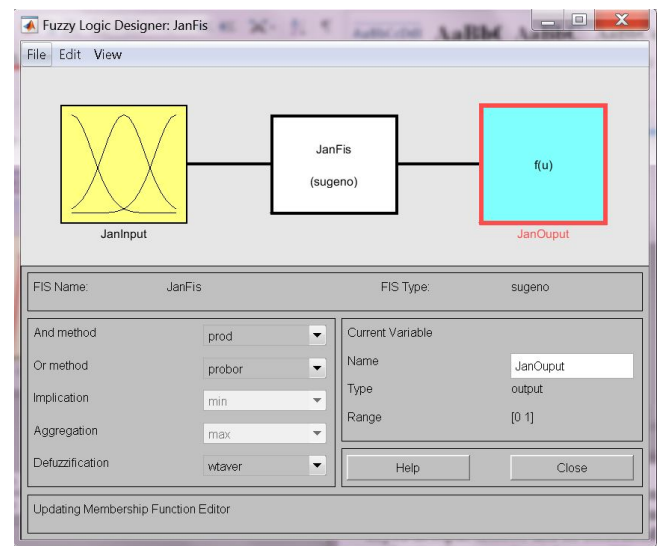 Fuzzy Logic Designer: JanFis
File Edit View
JanFis
(sugeno)
f(u)
JanInput
JanOuput
FIS Name: JanFis FIS Type: sugeno
And method prod
Or method probor
Implication min
Aggregation max
Defuzzification wtaver
Current Variable
Name JanOuput
Type output
Range [0 1]
Help Close
Updating Membership Function Editor